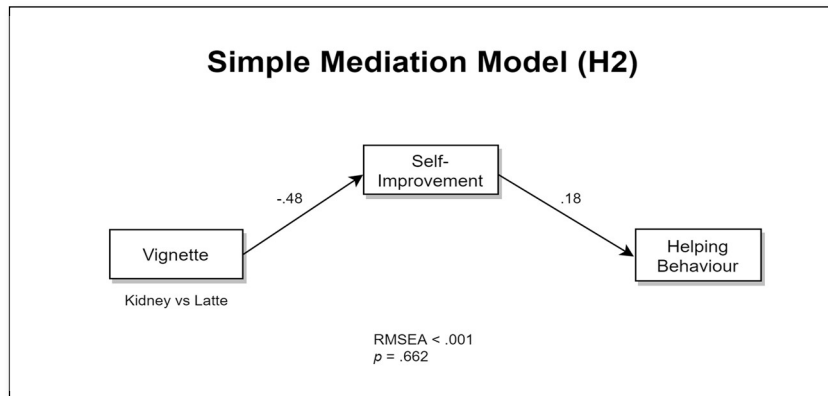 Simple Mediation Model (H2)
Self-
Improvement
-.48
.18
Vignette
Helping
Behaviour
Kidney vs Latte
RMSEA < .001
p = .662